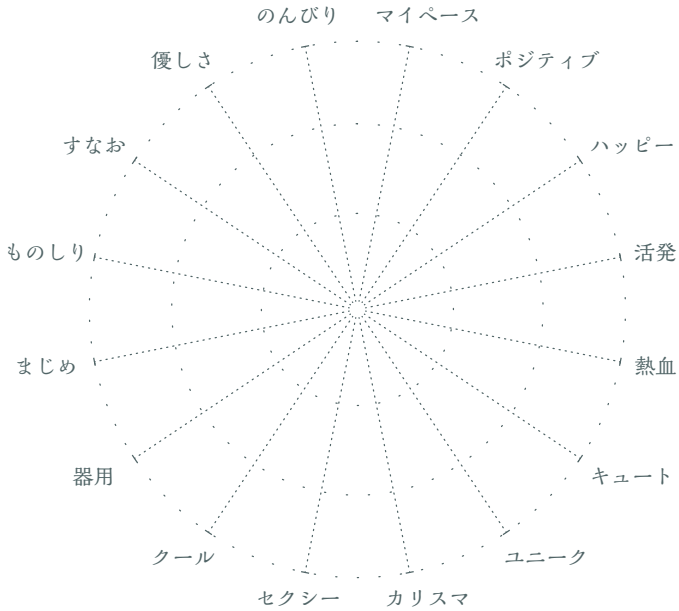 のんびり
マイペース
優しさ
ポジティブ
すなお
ハッピー
ものしり
活発
まじめ
熱血
器用
キュート
クール
ユニーク
セクシー
カリスマ